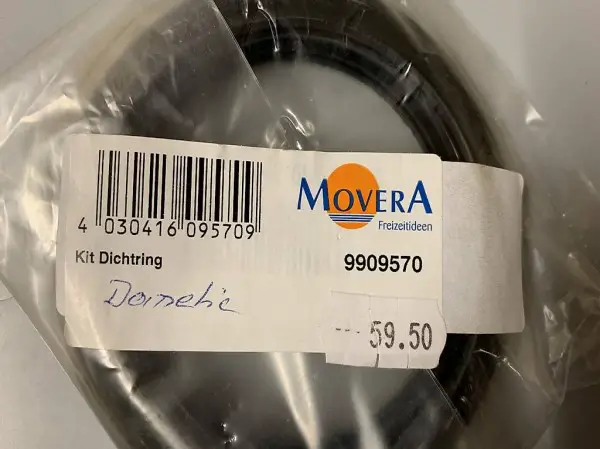 4 030416 095709
MOVERA
Freizeitideen
Kit Dichtring
9909570
Dometic
--- 59.50